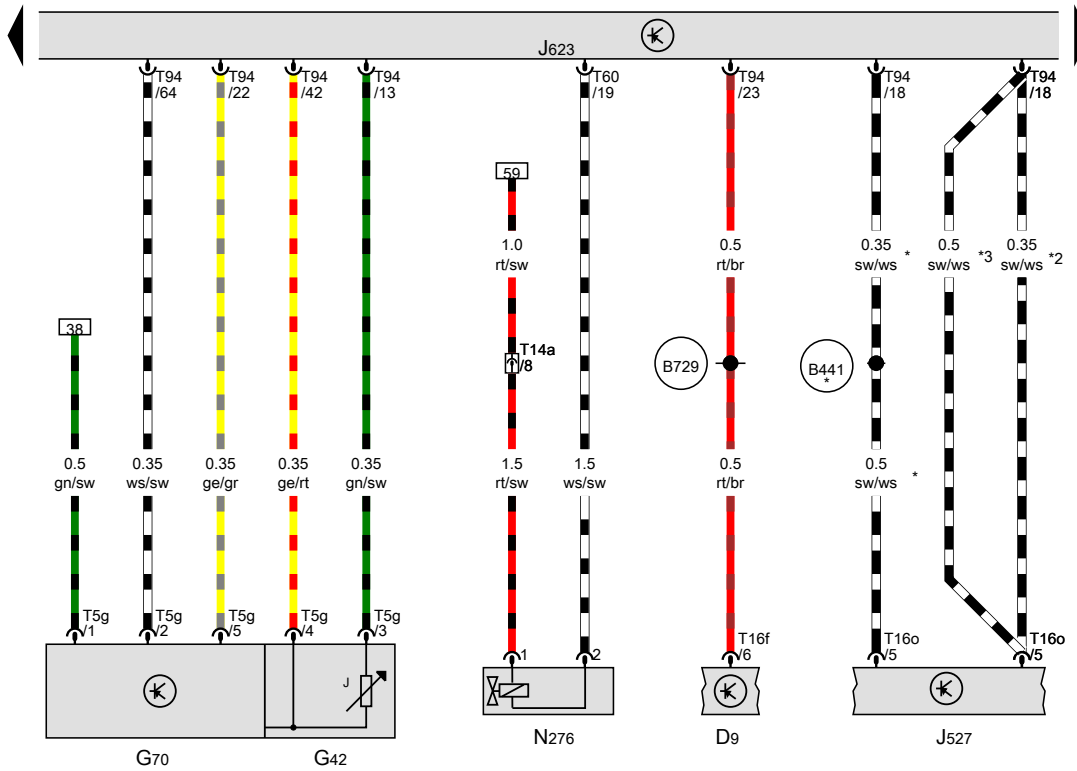 J623
T94
/64
T94
/22
T94
/42
T94
/13
T60
/19
T94
/23
T94
/18
T94
/18
59
1.0
rt/sw
0.5
rt/br
0.35
sw/ws
*
0.5
sw/ws
*3
0.35
sw/ws
*2
38
T14a
/8
B729
B441
*
0.5
gn/sw
0.35
ws/sw
0.35
ge/gr
0.35
ge/rt
0.35
gn/sw
1.5
rt/sw
1.5
ws/sw
0.5
rt/br
0.5
sw/ws
*
T5g
/1
T5g
/2
T5g
/5
T5g
/4
T5g
/3
1
2
T16f
/6
T16o
/5
T16o
/5
J
G70
G42
N276
D9
J527